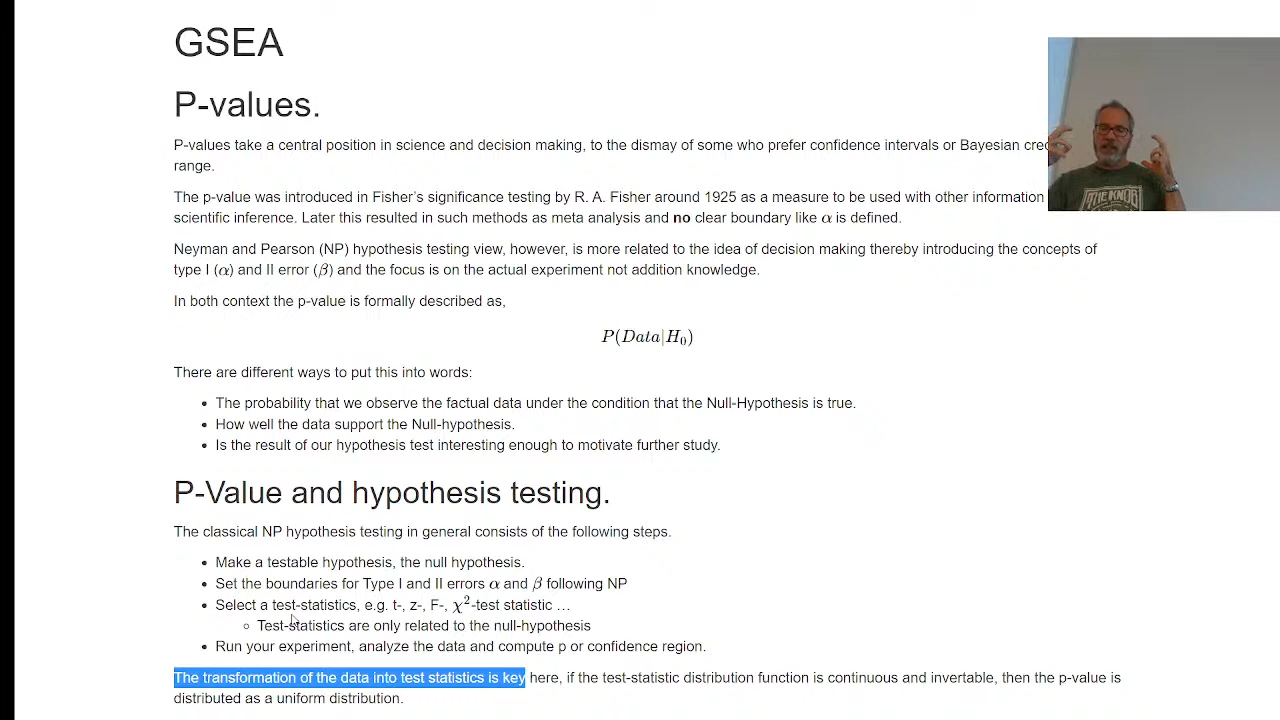 GSEA
P-values.
P-values take a central position in science and decision making, to the dismay of some who prefer confidence intervals or Bayesian cred
range.
The p-value was introduced in Fisher's significance testing by R. A. Fisher around 1925 as a measure to be used with other information
scientific inference. Later this resulted in such methods as meta analysis and no clear boundary like α is defined.
Neyman and Pearson (NP) hypothesis testing view, however, is more related to the idea of decision making thereby introducing the concepts of
type I (α) and II error (β) and the focus is on the actual experiment not addition knowledge.
In both context the p-value is formally described as,
P(Data|H₀)
There are different ways to put this into words:
• The probability that we observe the factual data under the condition that the Null-Hypothesis is true.
• How well the data support the Null-hypothesis.
• Is the result of our hypothesis test interesting enough to motivate further study.
P-Value and hypothesis testing.
The classical NP hypothesis testing in general consists of the following steps.
• Make a testable hypothesis, the null hypothesis.
• Set the boundaries for Type I and II errors α and β following NP
• Select a test-statistics, e.g. t-, z-, F-, χ²-test statistic …
◦ Test-statistics are only related to the null-hypothesis
• Run your experiment, analyze the data and compute p or confidence region.
The transformation of the data into test statistics is key here, if the test-statistic distribution function is continuous and invertable, then the p-value is
distributed as a uniform distribution.